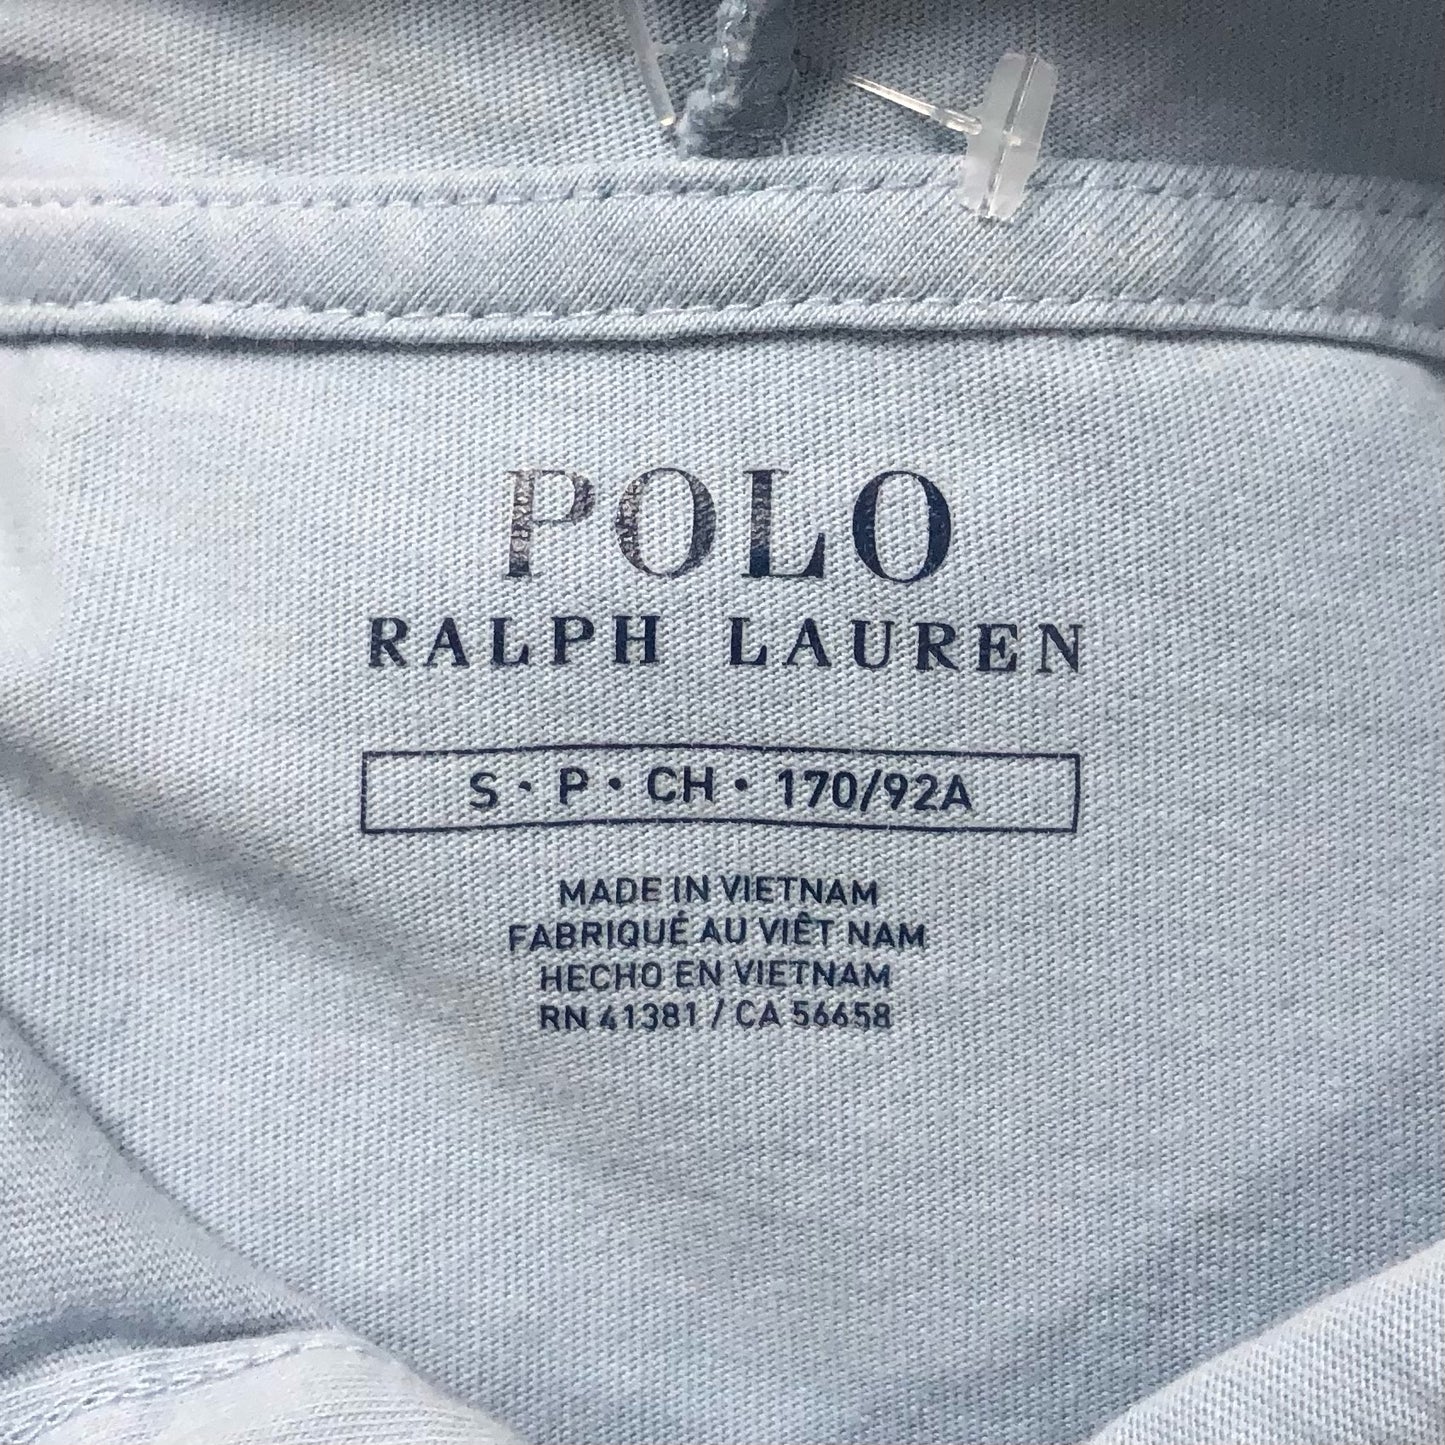 POLO
RALPH LAUREN
S · P · CH · 170/92A
MADE IN VIETNAM
FABRIQUÉ AU VIÊT NAM
HECHO EN VIETNAM
RN 41381 / CA 56658